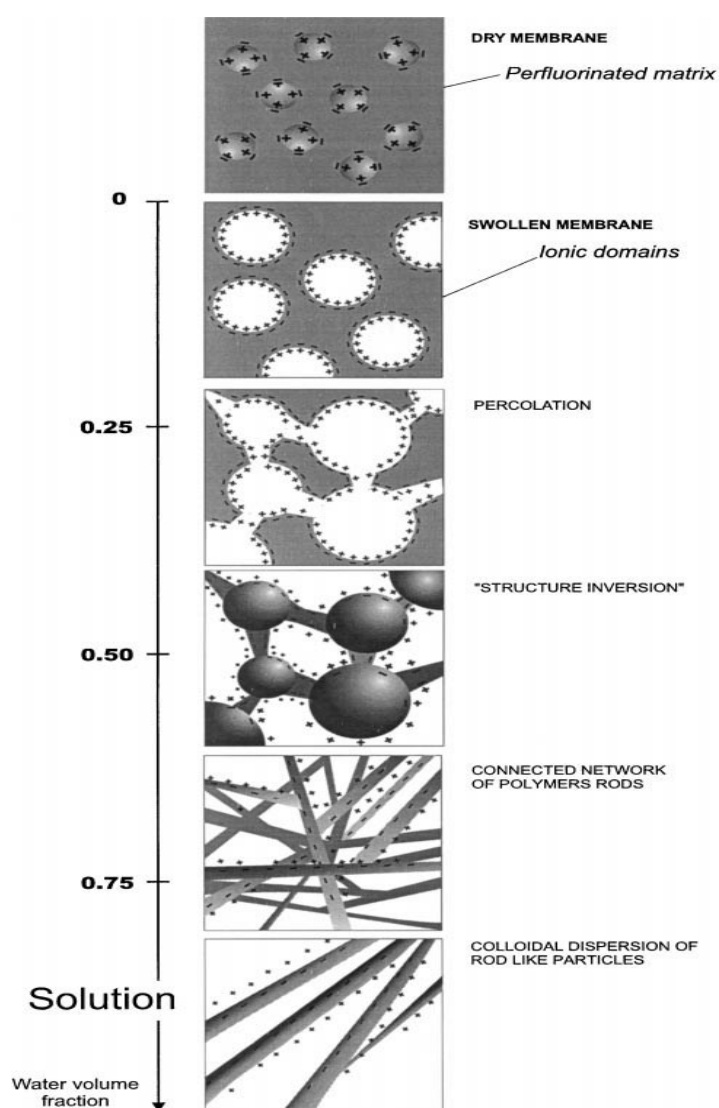 DRY MEMBRANE
Perfluorinated matrix
0
SWOLLEN MEMBRANE
Ionic domains
PERCOLATION
0.25
"STRUCTURE INVERSION"
0.50
CONNECTED NETWORK
OF POLYMERS RODS
0.75
COLLOIDAL DISPERSION OF
ROD LIKE PARTICLES
Solution
Water volume
fraction